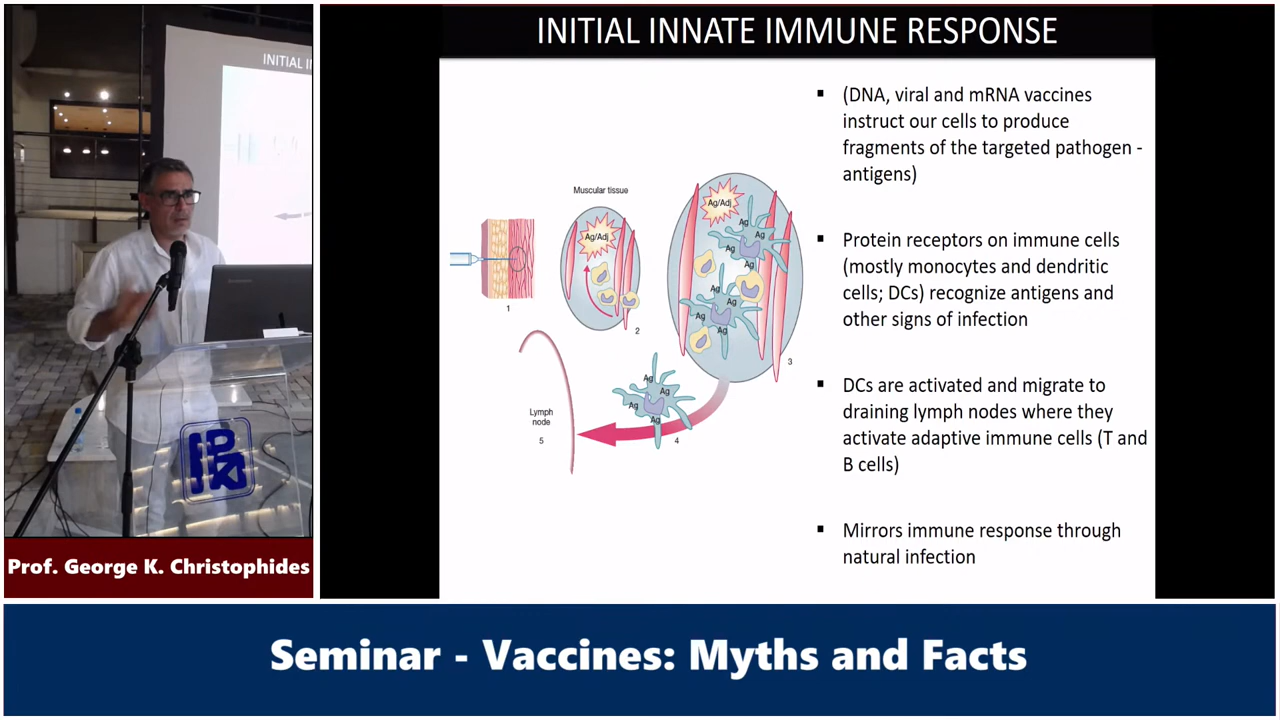 INITIAL I
INITIAL INNATE IMMUNE RESPONSE
▪ (DNA, viral and mRNA vaccines
instruct our cells to produce
fragments of the targeted pathogen -
antigens)
▪ Protein receptors on immune cells
(mostly monocytes and dendritic
cells; DCs) recognize antigens and
other signs of infection
▪ DCs are activated and migrate to
draining lymph nodes where they
activate adaptive immune cells (T and
B cells)
▪ Mirrors immune response through
natural infection
Muscular tissue
Ag/Adj
Ag/Adj
Ag
Ag
Ag
Ag
Ag
Ag
Ag
Ag
1
2
3
Ag
Ag
Ag
Ag
4
Lymph
node
5
Prof. George K. Christophides
Seminar - Vaccines: Myths and Facts